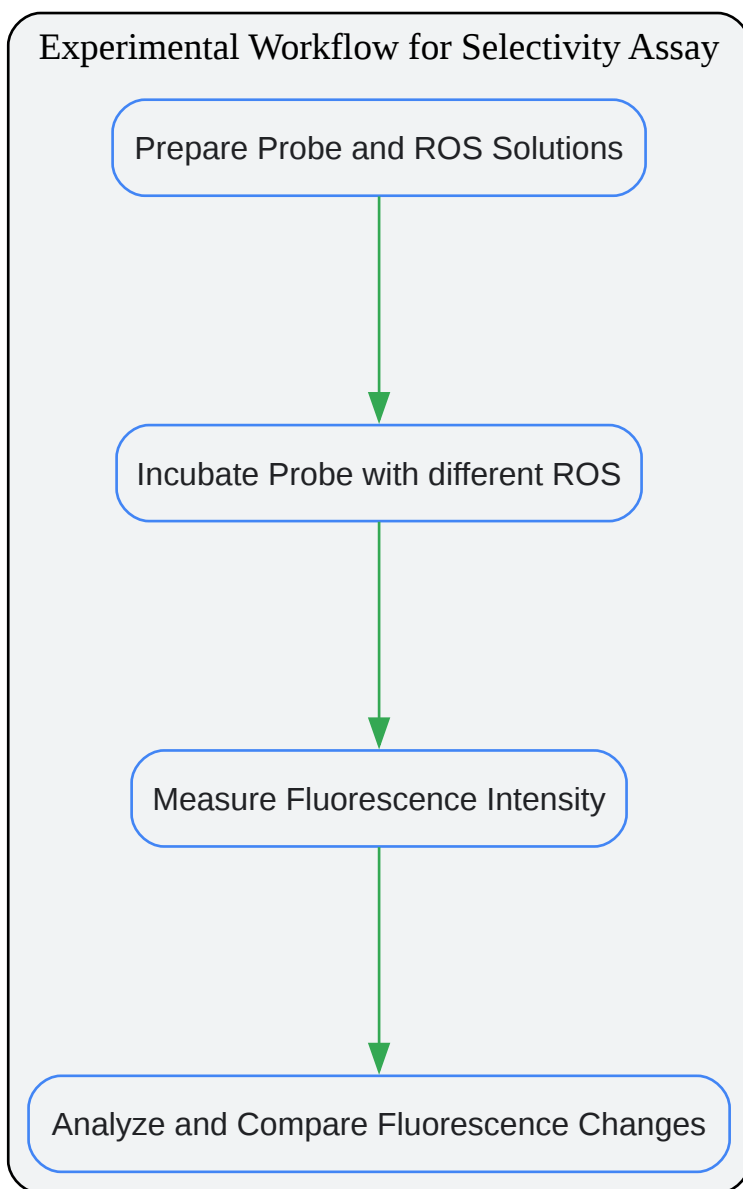 Experimental Workflow for Selectivity Assay
Prepare Probe and ROS Solutions
Incubate Probe with different ROS
Measure Fluorescence Intensity
Analyze and Compare Fluorescence Changes